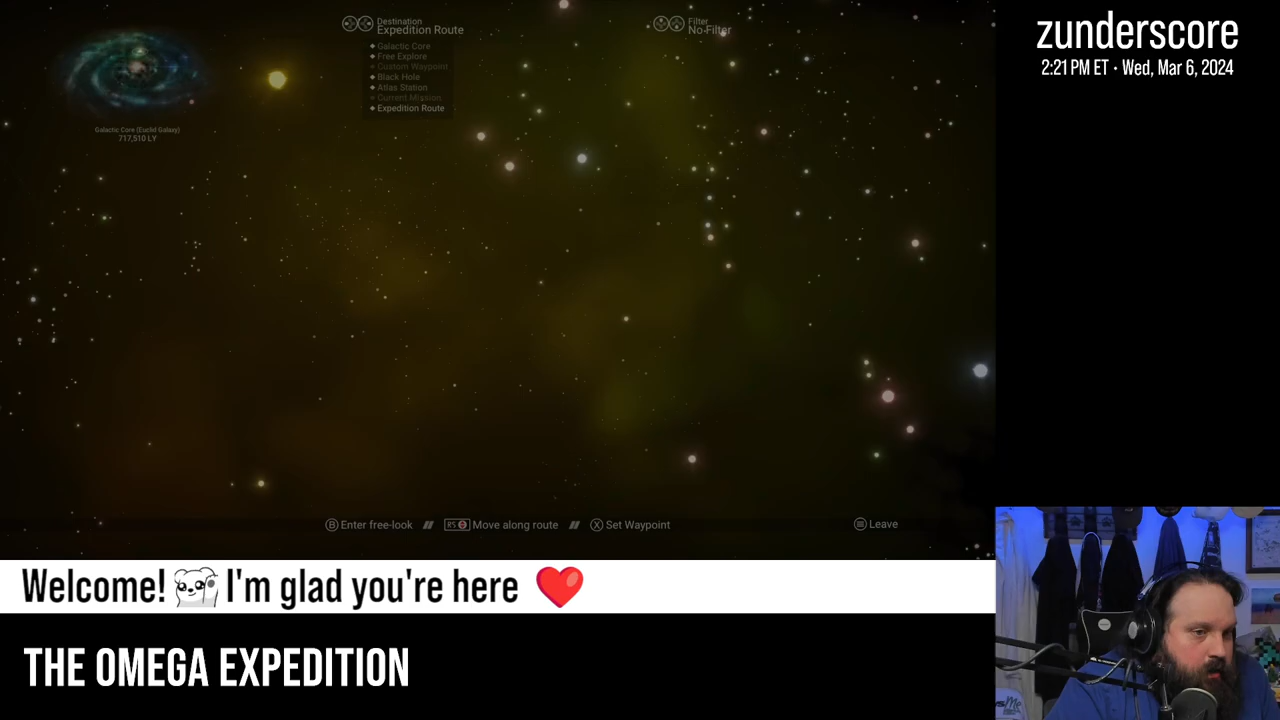 zunderscore
2:21 PM ET · Wed, Mar 6, 2024
Destination
Expedition Route
Galactic Core
Free Explore
Custom Waypoint
Black Hole
Atlas Station
Current Mission
Expedition Route
Filter
No-Filter
Galactic Core (Euclid Galaxy)
717,510 LY
B Enter free-look // RS Move along route // X Set Waypoint
Leave
Welcome! I'm glad you're here
THE OMEGA EXPEDITION